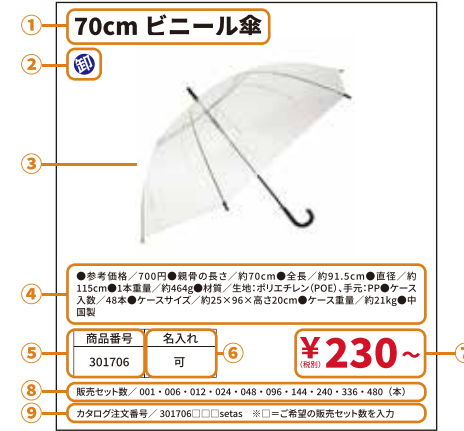 ① 70cm ビニール傘
② 卸
③
④ ●参考価格／700円●親骨の長さ／約70cm●全長／約91.5cm●直径／約
115cm●1本重量／約464g●材質／生地：ポリエチレン（POE）、手元：PP●ケース
入数／48本●ケースサイズ／約25×96×高さ20cm●ケース重量／約21kg●中
国製
⑤ 商品番号 名入れ
301706 可 ⑥
¥230～ ⑦
（税別）
⑧ 販売セット数／001・006・012・024・048・096・144・240・336・480（本）
⑨ カタログ注文番号／301706□□□setas ※□＝ご希望の販売セット数を入力